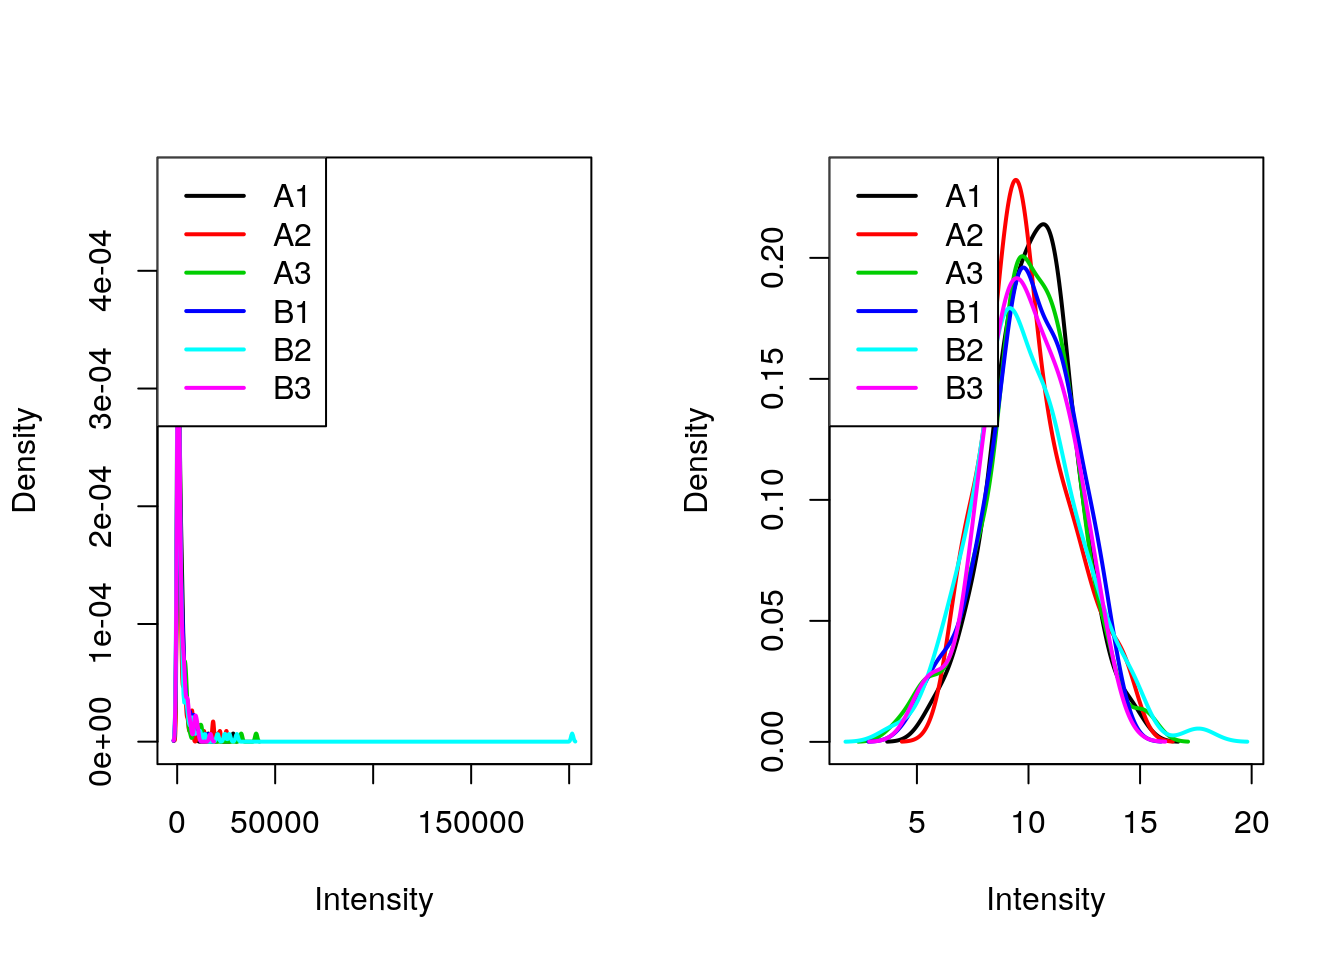 Density
4e-04
3e-04
2e-04
1e-04
0e+00
A1
A2
A3
B1
B2
B3
0
50000
150000
Intensity
Density
0.20
0.15
0.10
0.05
0.00
A1
A2
A3
B1
B2
B3
5
10
15
20
Intensity